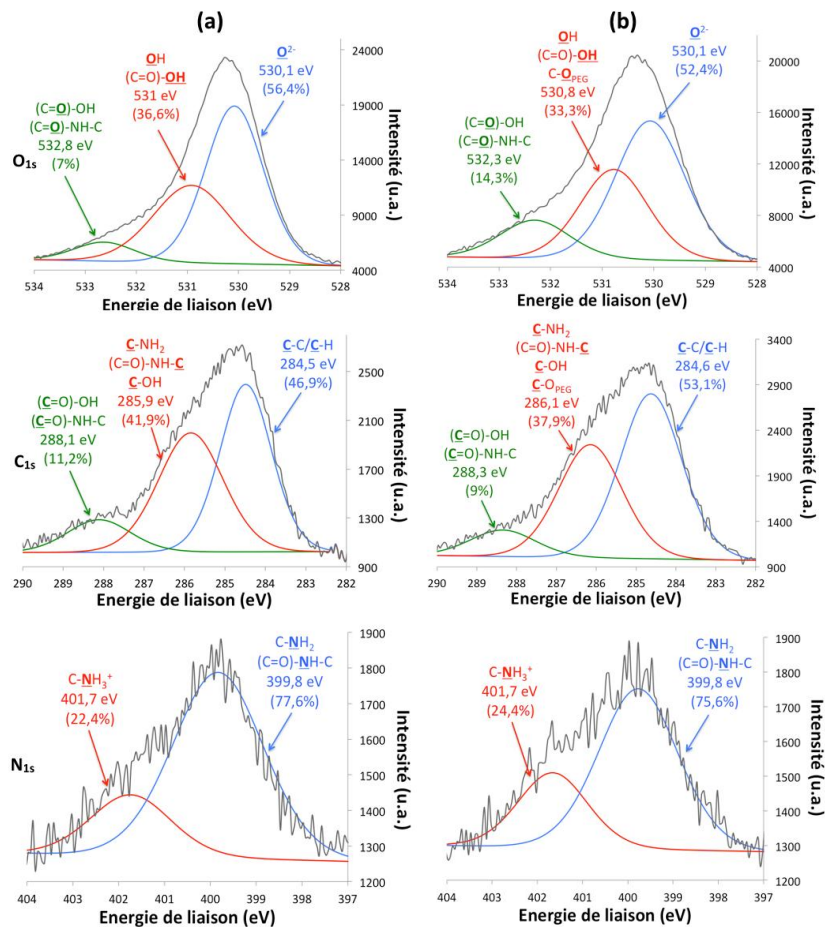 (a)
(b)
O1s
(C=O)-OH
(C=O)-NH-C
532,8 eV
(7%)
OH
(C=O)-OH
531 eV
(36,6%)
O2-
530,1 eV
(56,4%)
24000
19000
14000
9000
4000
Intensité (u.a.)
534 533 532 531 530 529 528
Energie de liaison (eV)
(C=O)-OH
(C=O)-NH-C
532,3 eV
(14,3%)
OH
(C=O)-OH
C-OPEG
530,8 eV
(33,3%)
O2-
530,1 eV
(52,4%)
20000
16000
12000
8000
4000
Intensité (u.a.)
534 533 532 531 530 529 528
Energie de liaison (eV)
C1s
(C=O)-OH
(C=O)-NH-C
288,1 eV
(11,2%)
C-NH2
(C=O)-NH-C
C-OH
285,9 eV
(41,9%)
C-C/C-H
284,5 eV
(46,9%)
2500
2100
1700
1300
900
Intensité (u.a.)
290 289 288 287 286 285 284 283 282
Energie de liaison (eV)
(C=O)-OH
(C=O)-NH-C
288,3 eV
(9%)
C-NH2
(C=O)-NH-C
C-OH
C-OPEG
286,1 eV
(37,9%)
C-C/C-H
284,6 eV
(53,1%)
3400
2900
2400
1900
1400
900
Intensité (u.a.)
290 289 288 287 286 285 284 283 282
Energie de liaison (eV)
N1s
C-NH3+
401,7 eV
(22,4%)
C-NH2
(C=O)-NH-C
399,8 eV
(77,6%)
1900
1800
1700
1600
1500
1400
1300
1200
Intensité (u.a.)
404 403 402 401 400 399 398 397
Energie de liaison (eV)
C-NH3+
401,7 eV
(24,4%)
C-NH2
(C=O)-NH-C
399,8 eV
(75,6%)
1900
1800
1700
1600
1500
1400
1300
1200
Intensité (u.a.)
404 403 402 401 400 399 398 397
Energie de liaison (eV)